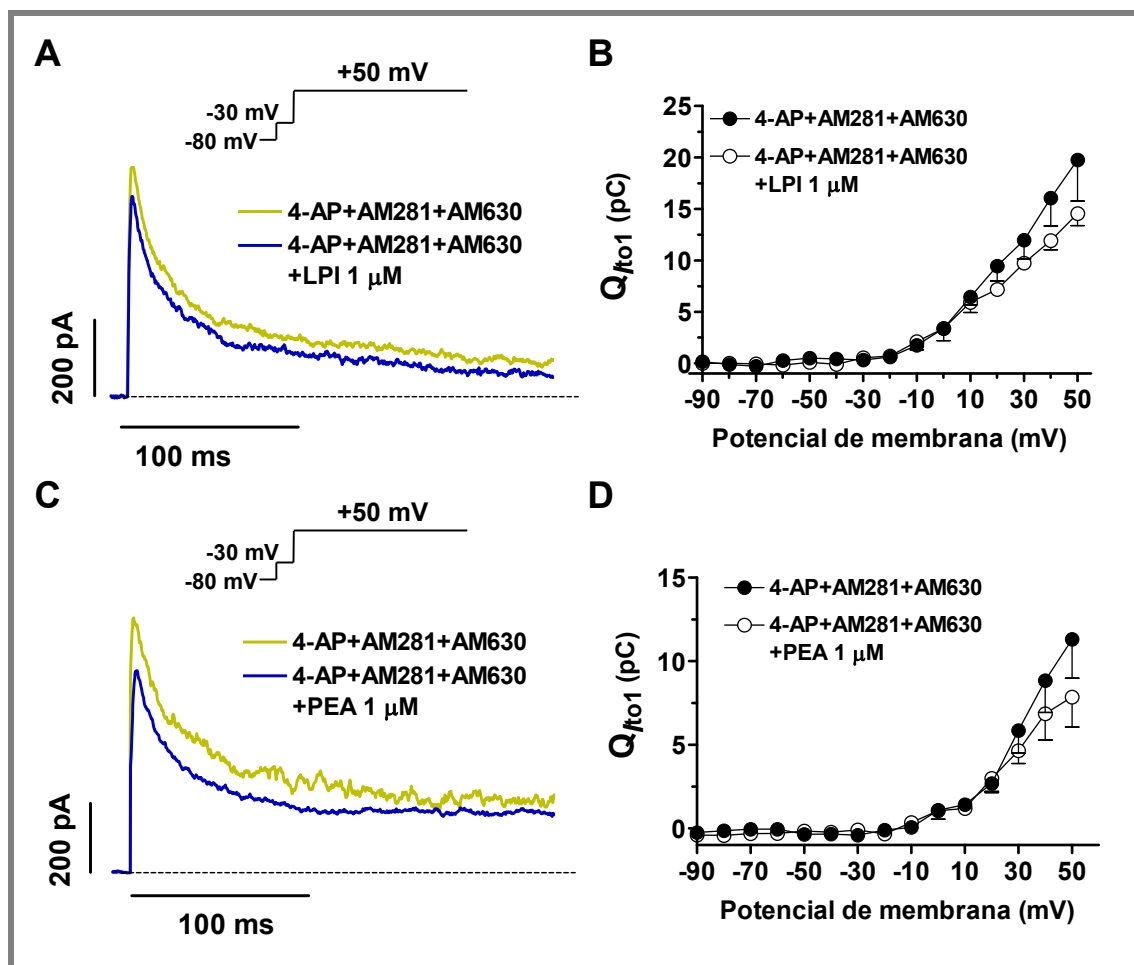 A
+50 mV
-30 mV
-80 mV
4-AP+AM281+AM630
4-AP+AM281+AM630
+LPI 1 μM
200 pA
100 ms
B
25
20
15
10
5
0
Q_Ito1 (pC)
4-AP+AM281+AM630
4-AP+AM281+AM630
+LPI 1 μM
-90 -70 -50 -30 -10 10 30 50
Potencial de membrana (mV)
C
+50 mV
-30 mV
-80 mV
4-AP+AM281+AM630
4-AP+AM281+AM630
+PEA 1 μM
200 pA
100 ms
D
15
10
5
0
Q_Ito1 (pC)
4-AP+AM281+AM630
4-AP+AM281+AM630
+PEA 1 μM
-90 -70 -50 -30 -10 10 30 50
Potencial de membrana (mV)